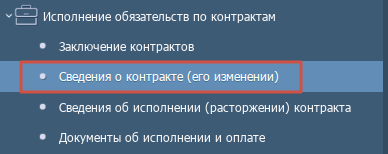 Исполнение обязательств по контрактам
Заключение контрактов
Сведения о контракте (его изменении)
Сведения об исполнении (расторжении) контракта
Документы об исполнении и оплате